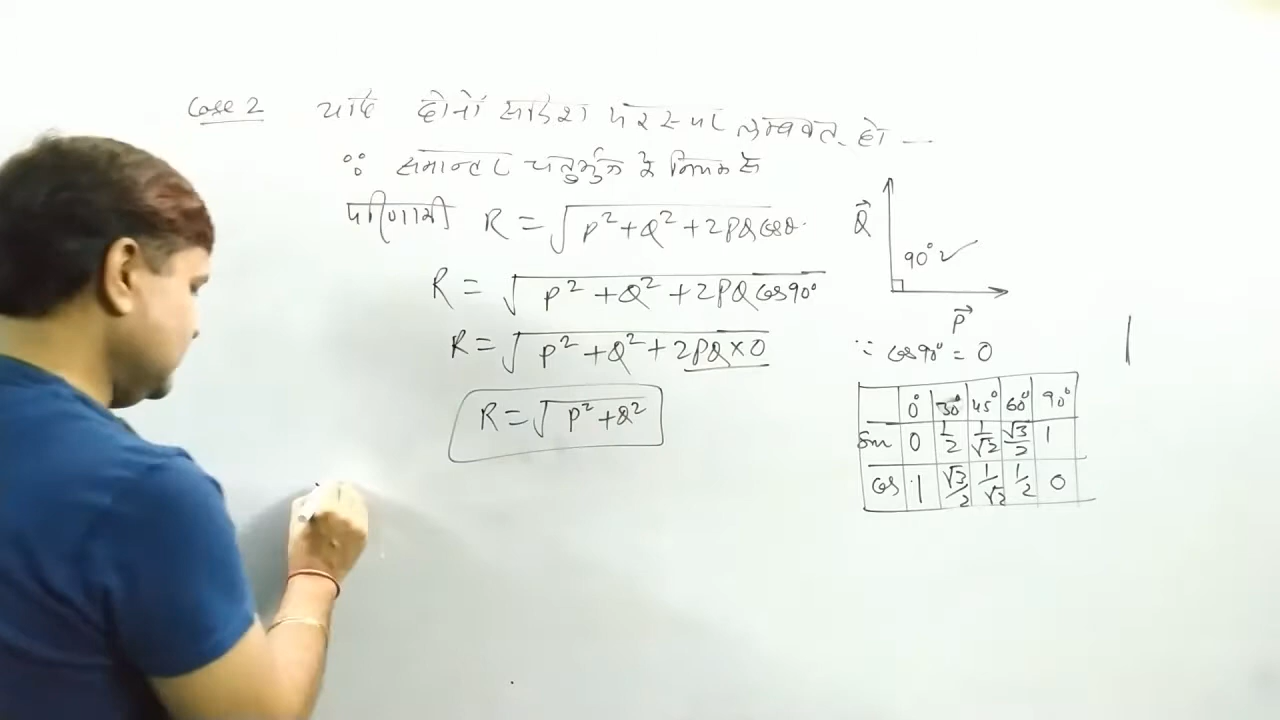 Case 2 यदि दोनों सदिश परस्पर लम्बवत हो —
∵ समान्तर चतुर्भुज के नियम से
परिणामी R = √P² + Q² + 2PQ cosθ
R = √P² + Q² + 2PQ cos90°
R = √P² + Q² + 2PQ × 0
R = √P² + Q²
Q⃗
90°
P⃗
∵ cos90° = 0
0° 30° 45° 60° 90°
Sin 0 1/2 1/√2 √3/2 1
Cos 1 √3/2 1/√2 1/2 0